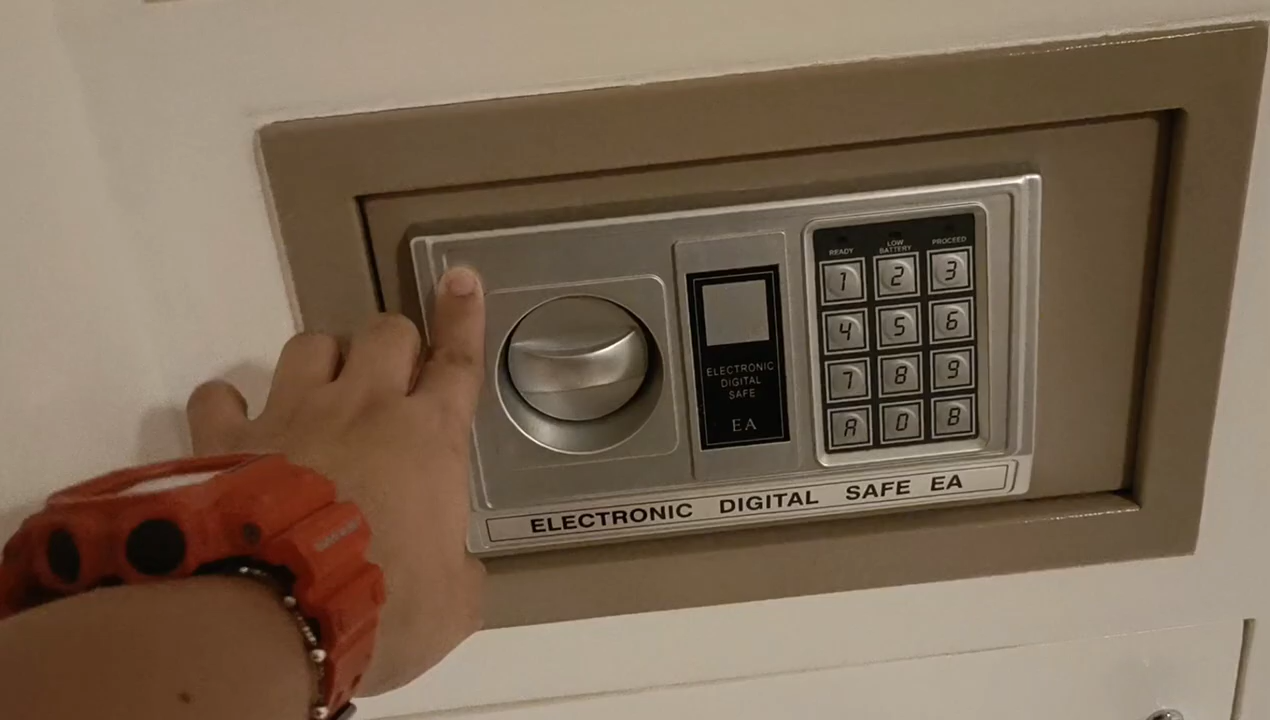 READY LOW BATTERY PROCEED
1 2 3
4 5 6
7 8 9
A 0 B
ELECTRONIC
DIGITAL
SAFE
EA
ELECTRONIC DIGITAL SAFE EA